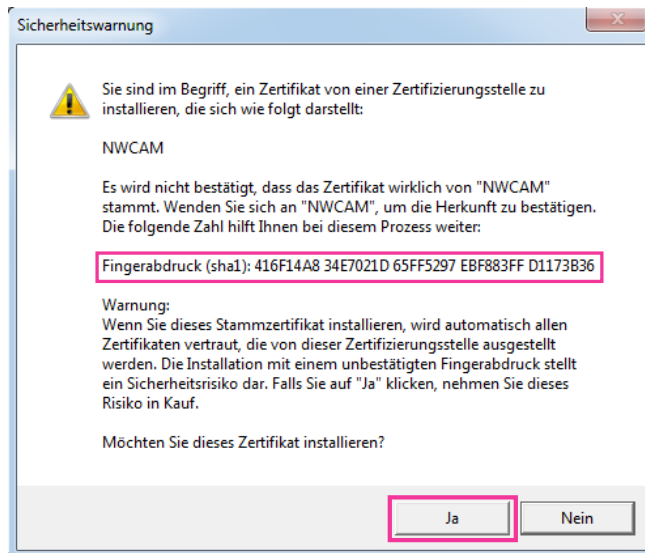 Sicherheitswarnung
Sie sind im Begriff, ein Zertifikat von einer Zertifizierungsstelle zu
installieren, die sich wie folgt darstellt:
NWCAM
Es wird nicht bestätigt, dass das Zertifikat wirklich von "NWCAM"
stammt. Wenden Sie sich an "NWCAM", um die Herkunft zu bestätigen.
Die folgende Zahl hilft Ihnen bei diesem Prozess weiter:
Fingerabdruck (sha1): 416F14A8 34E7021D 65FF5297 EBF883FF D1173B36
Warnung:
Wenn Sie dieses Stammzertifikat installieren, wird automatisch allen
Zertifikaten vertraut, die von dieser Zertifizierungsstelle ausgestellt
werden. Die Installation mit einem unbestätigten Fingerabdruck stellt
ein Sicherheitsrisiko dar. Falls Sie auf "Ja" klicken, nehmen Sie dieses
Risiko in Kauf.
Möchten Sie dieses Zertifikat installieren?
Ja
Nein